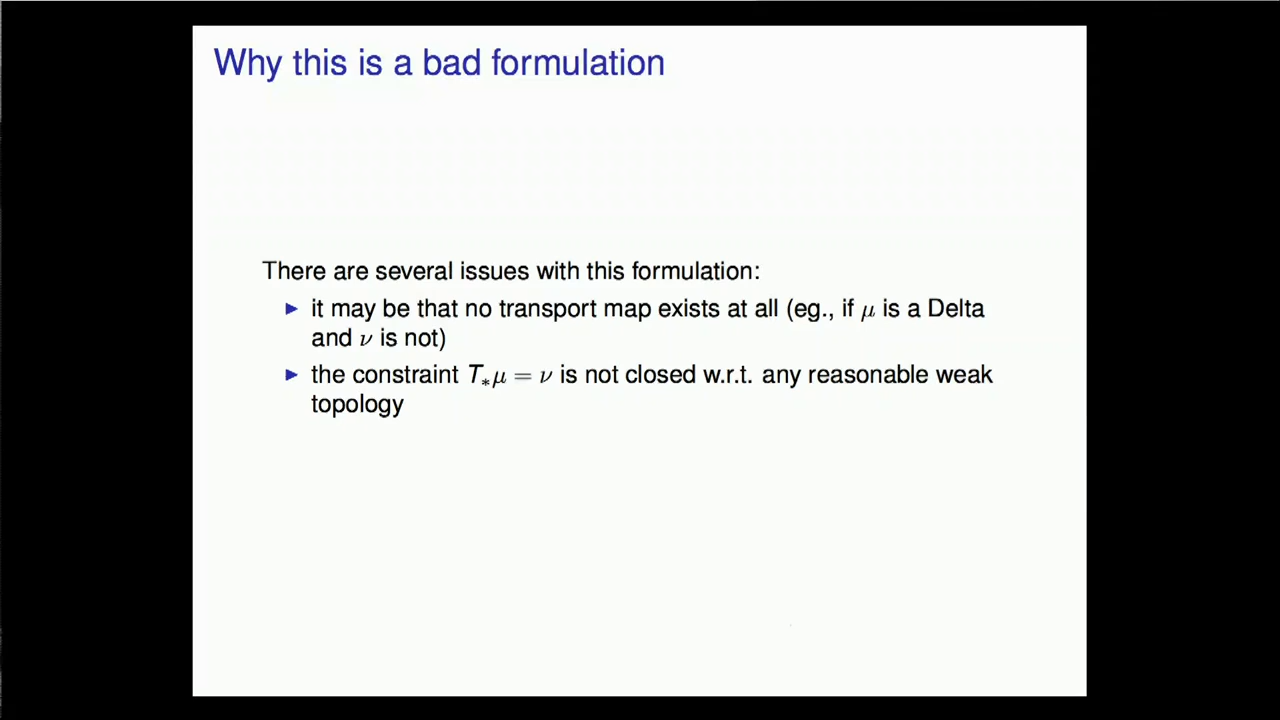 Why this is a bad formulation
There are several issues with this formulation:
▶ it may be that no transport map exists at all (eg., if μ is a Delta
and ν is not)
▶ the constraint T∗μ = ν is not closed w.r.t. any reasonable weak
topology